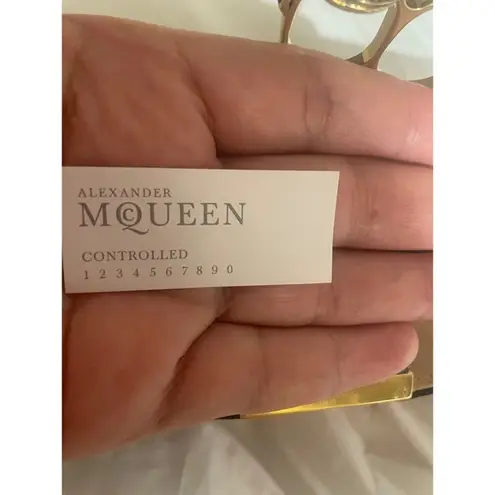 ALEXANDER
MCQUEEN
CONTROLLED
1 2 3 4 5 6 7 8 9 0